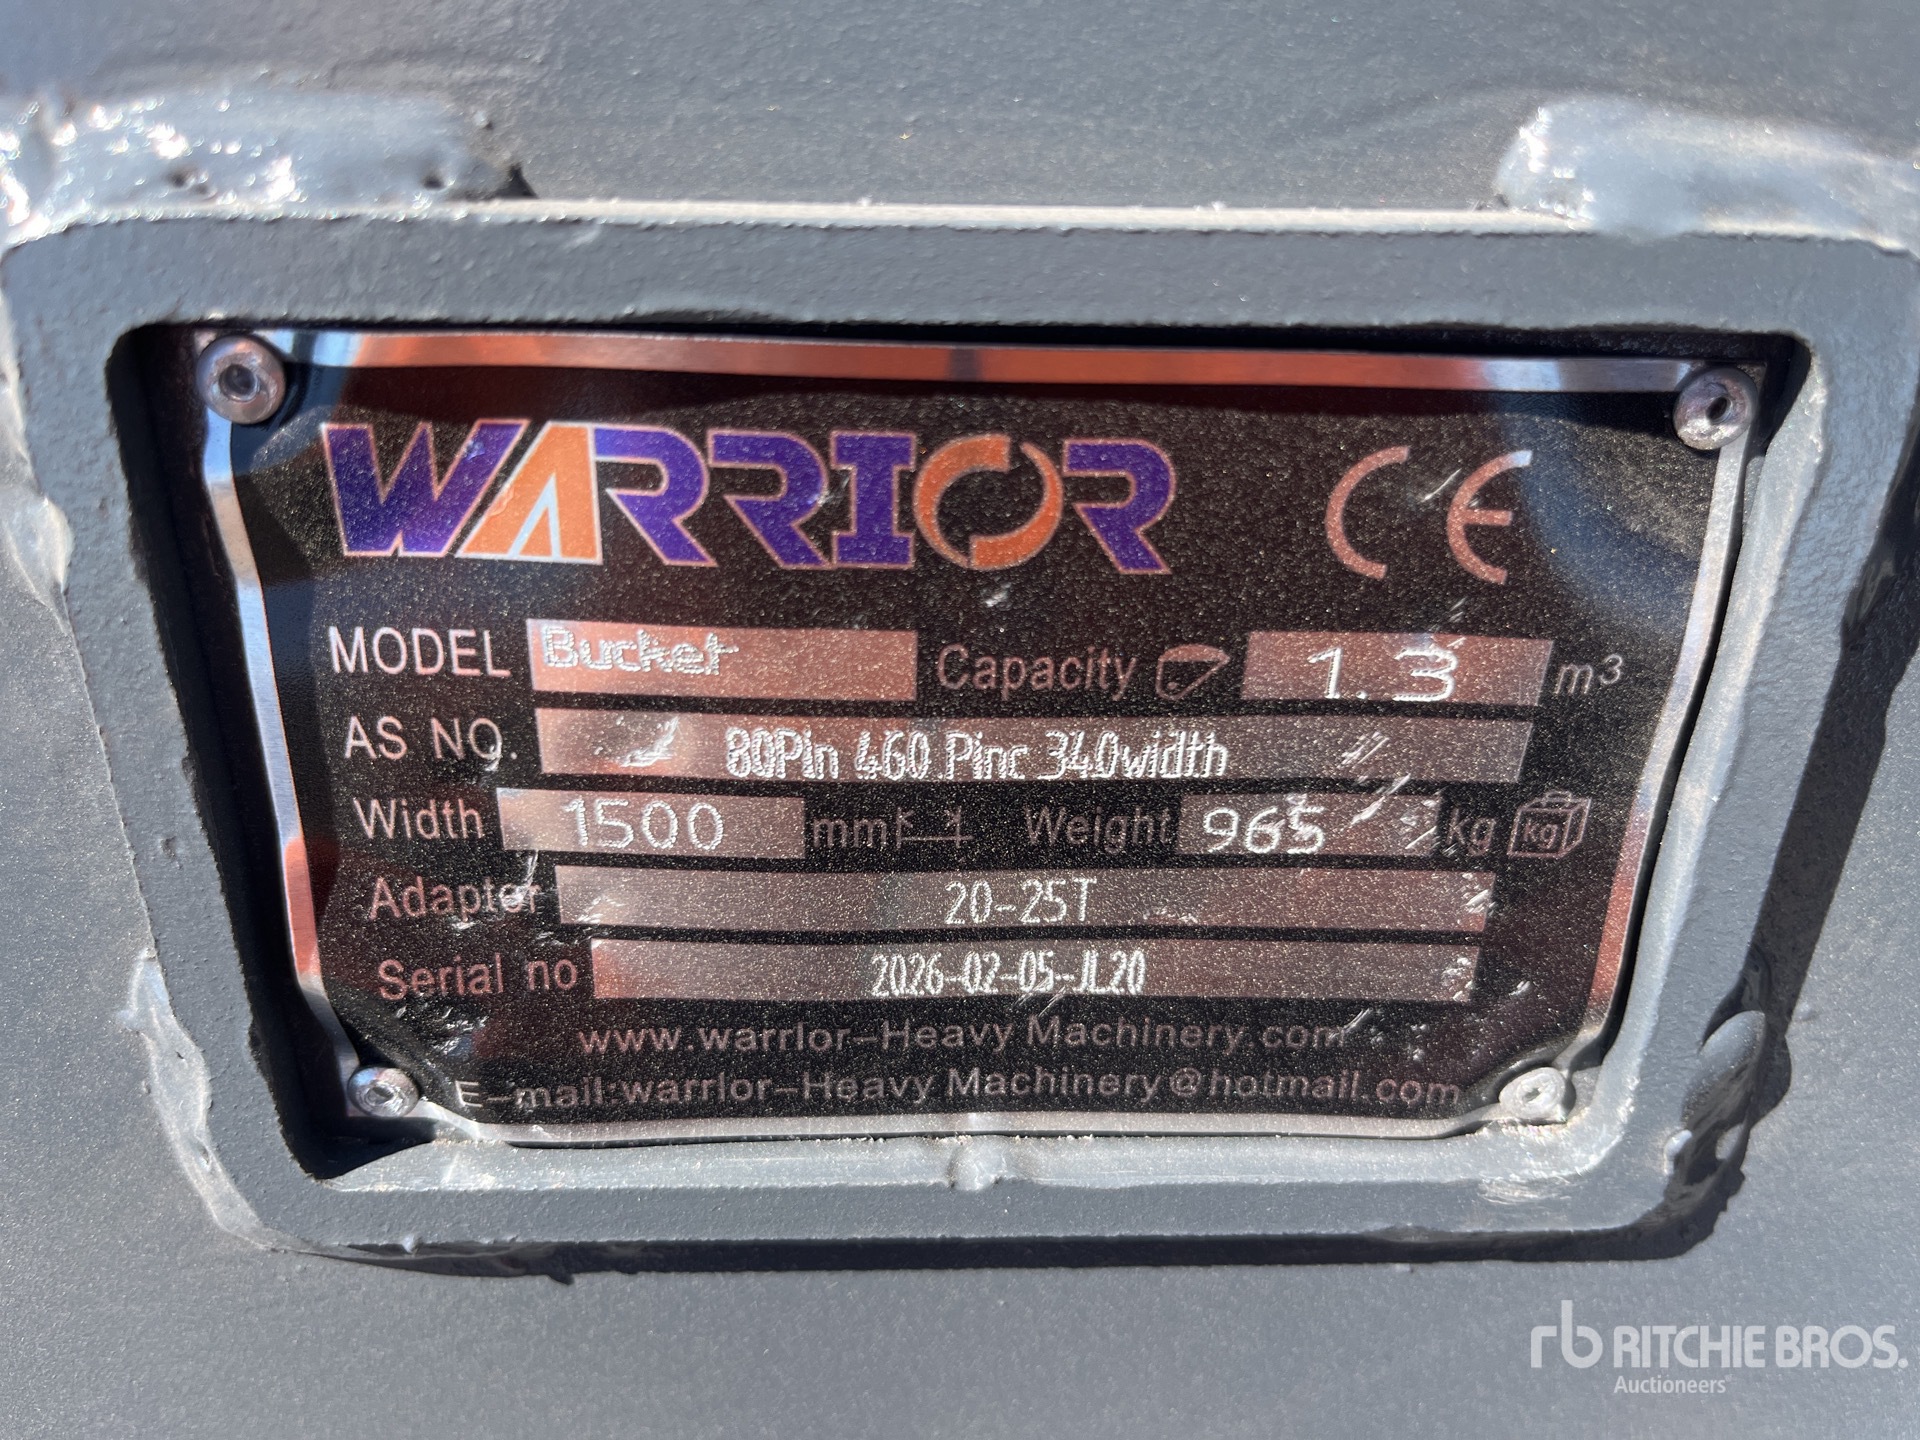 WARRIOR CE
MODEL Bucket Capacity 1.3 m³
AS NO. 80Pin 460 Pinc 340width
Width 1500 mm Weight 965 kg kg
Adapter 20-25T
Serial no 2026-02-05-JL20
www.warrlor-Heavy Machinery.com
E-mail:warrlor-Heavy Machinery@hotmail.com
rb RITCHIE BROS.
Auctioneers